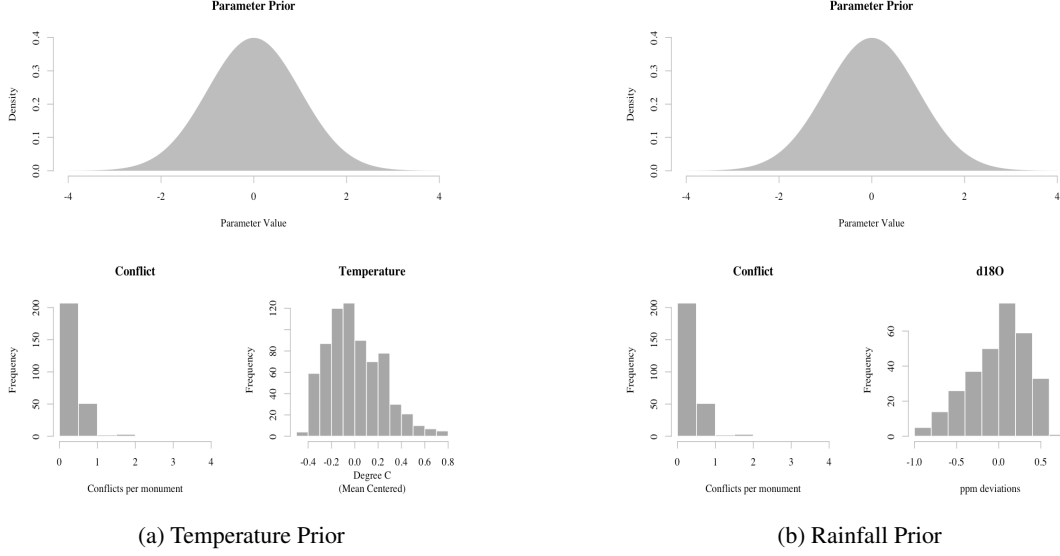 Parameter Prior
Density
0.0
0.1
0.2
0.3
0.4
-4 -2 0 2 4
Parameter Value
Conflict
Frequency
0
50
100
150
200
0 1 2 3 4
Conflicts per monument
Temperature
Frequency
0
20
40
60
80
120
-0.4 -0.2 0.0 0.2 0.4 0.6 0.8
Degree C
(Mean Centered)
(a) Temperature Prior
Parameter Prior
Density
0.0
0.1
0.2
0.3
0.4
-4 -2 0 2 4
Parameter Value
Conflict
Frequency
0
50
100
150
200
0 1 2 3 4
Conflicts per monument
d18O
Frequency
0
20
40
60
-1.0 -0.5 0.0 0.5
ppm deviations
(b) Rainfall Prior